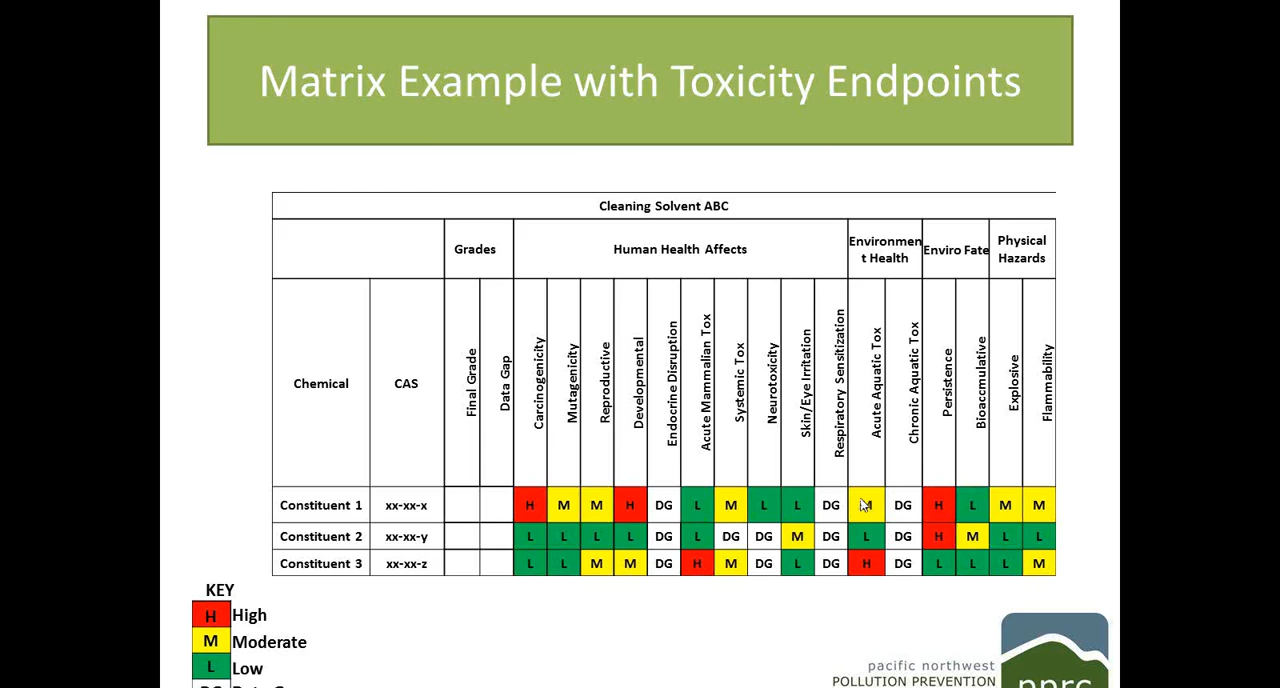 Matrix Example with Toxicity Endpoints
Cleaning Solvent ABC
Grades Human Health Affects Environmen Enviro Fate Physical
t Health Hazards
Chemical CAS Final Grade Data Gap Carcinogenicity Mutagenicity Reproductive Developmental Endocrine Disruption Acute Mammalian Tox Systemic Tox Neurotoxicity Skin/Eye Irritation Respiratory Sensitization Acute Aquatic Tox Chronic Aquatic Tox Persistence Bioaccmulative Explosive Flammability
Constituent 1 xx-xx-x H M M H DG L M L L DG M DG H L M M
Constituent 2 xx-xx-y L L L L DG L DG DG M DG L DG H M L L
Constituent 3 xx-xx-z L L M M DG H M DG L DG H DG L L L M
KEY
H High
M Moderate
L Low
pacific northwest
POLLUTION PREVENTION
pprc